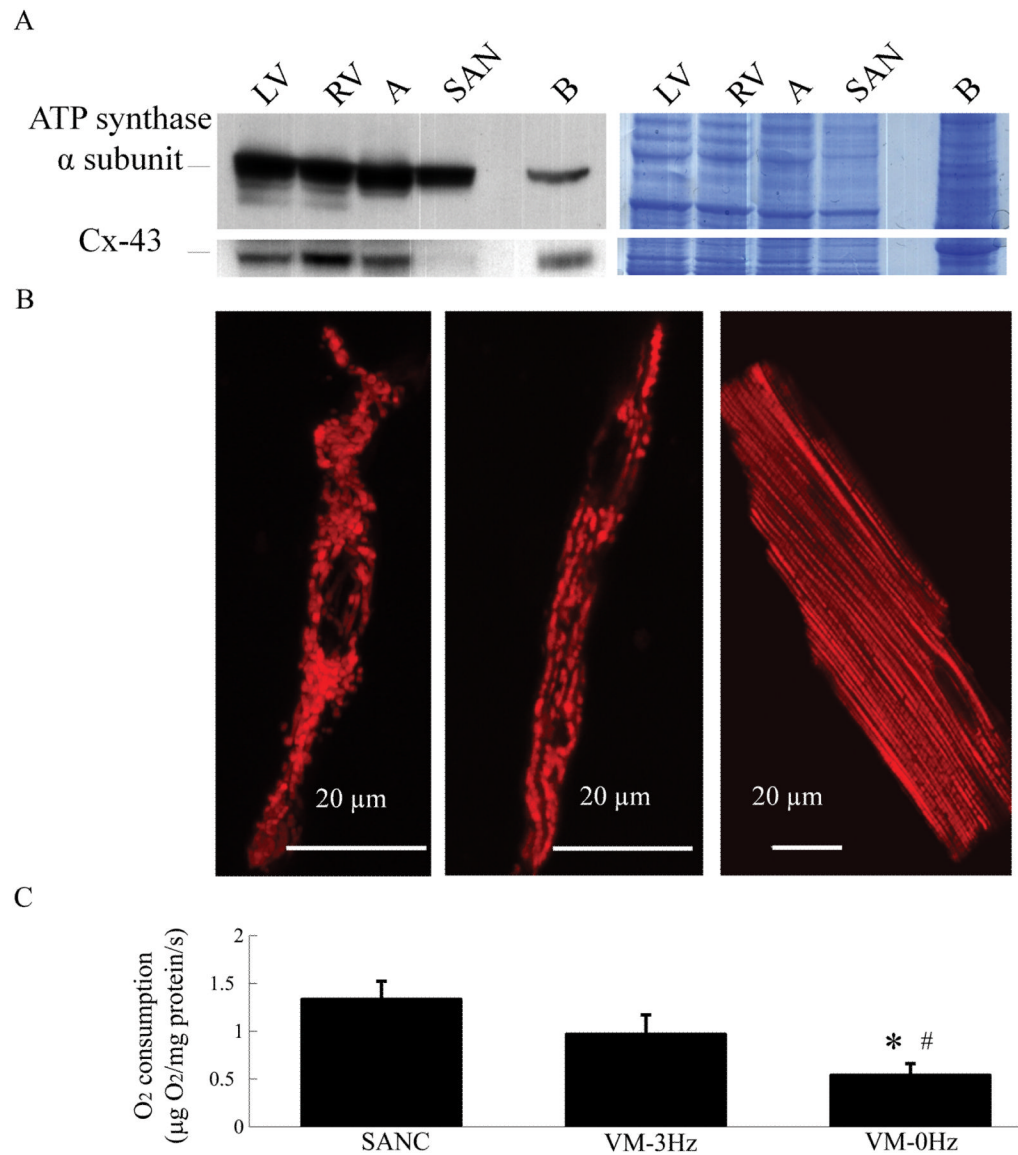 A
LV RV A SAN B LV RV A SAN B
ATP synthase
α subunit
Cx-43
B
20 µm 20 µm 20 µm
C
O2 consumption
(µg O2/mg protein/s)
2
1.5
1
0.5
0
* #
SANC VM-3Hz VM-0Hz